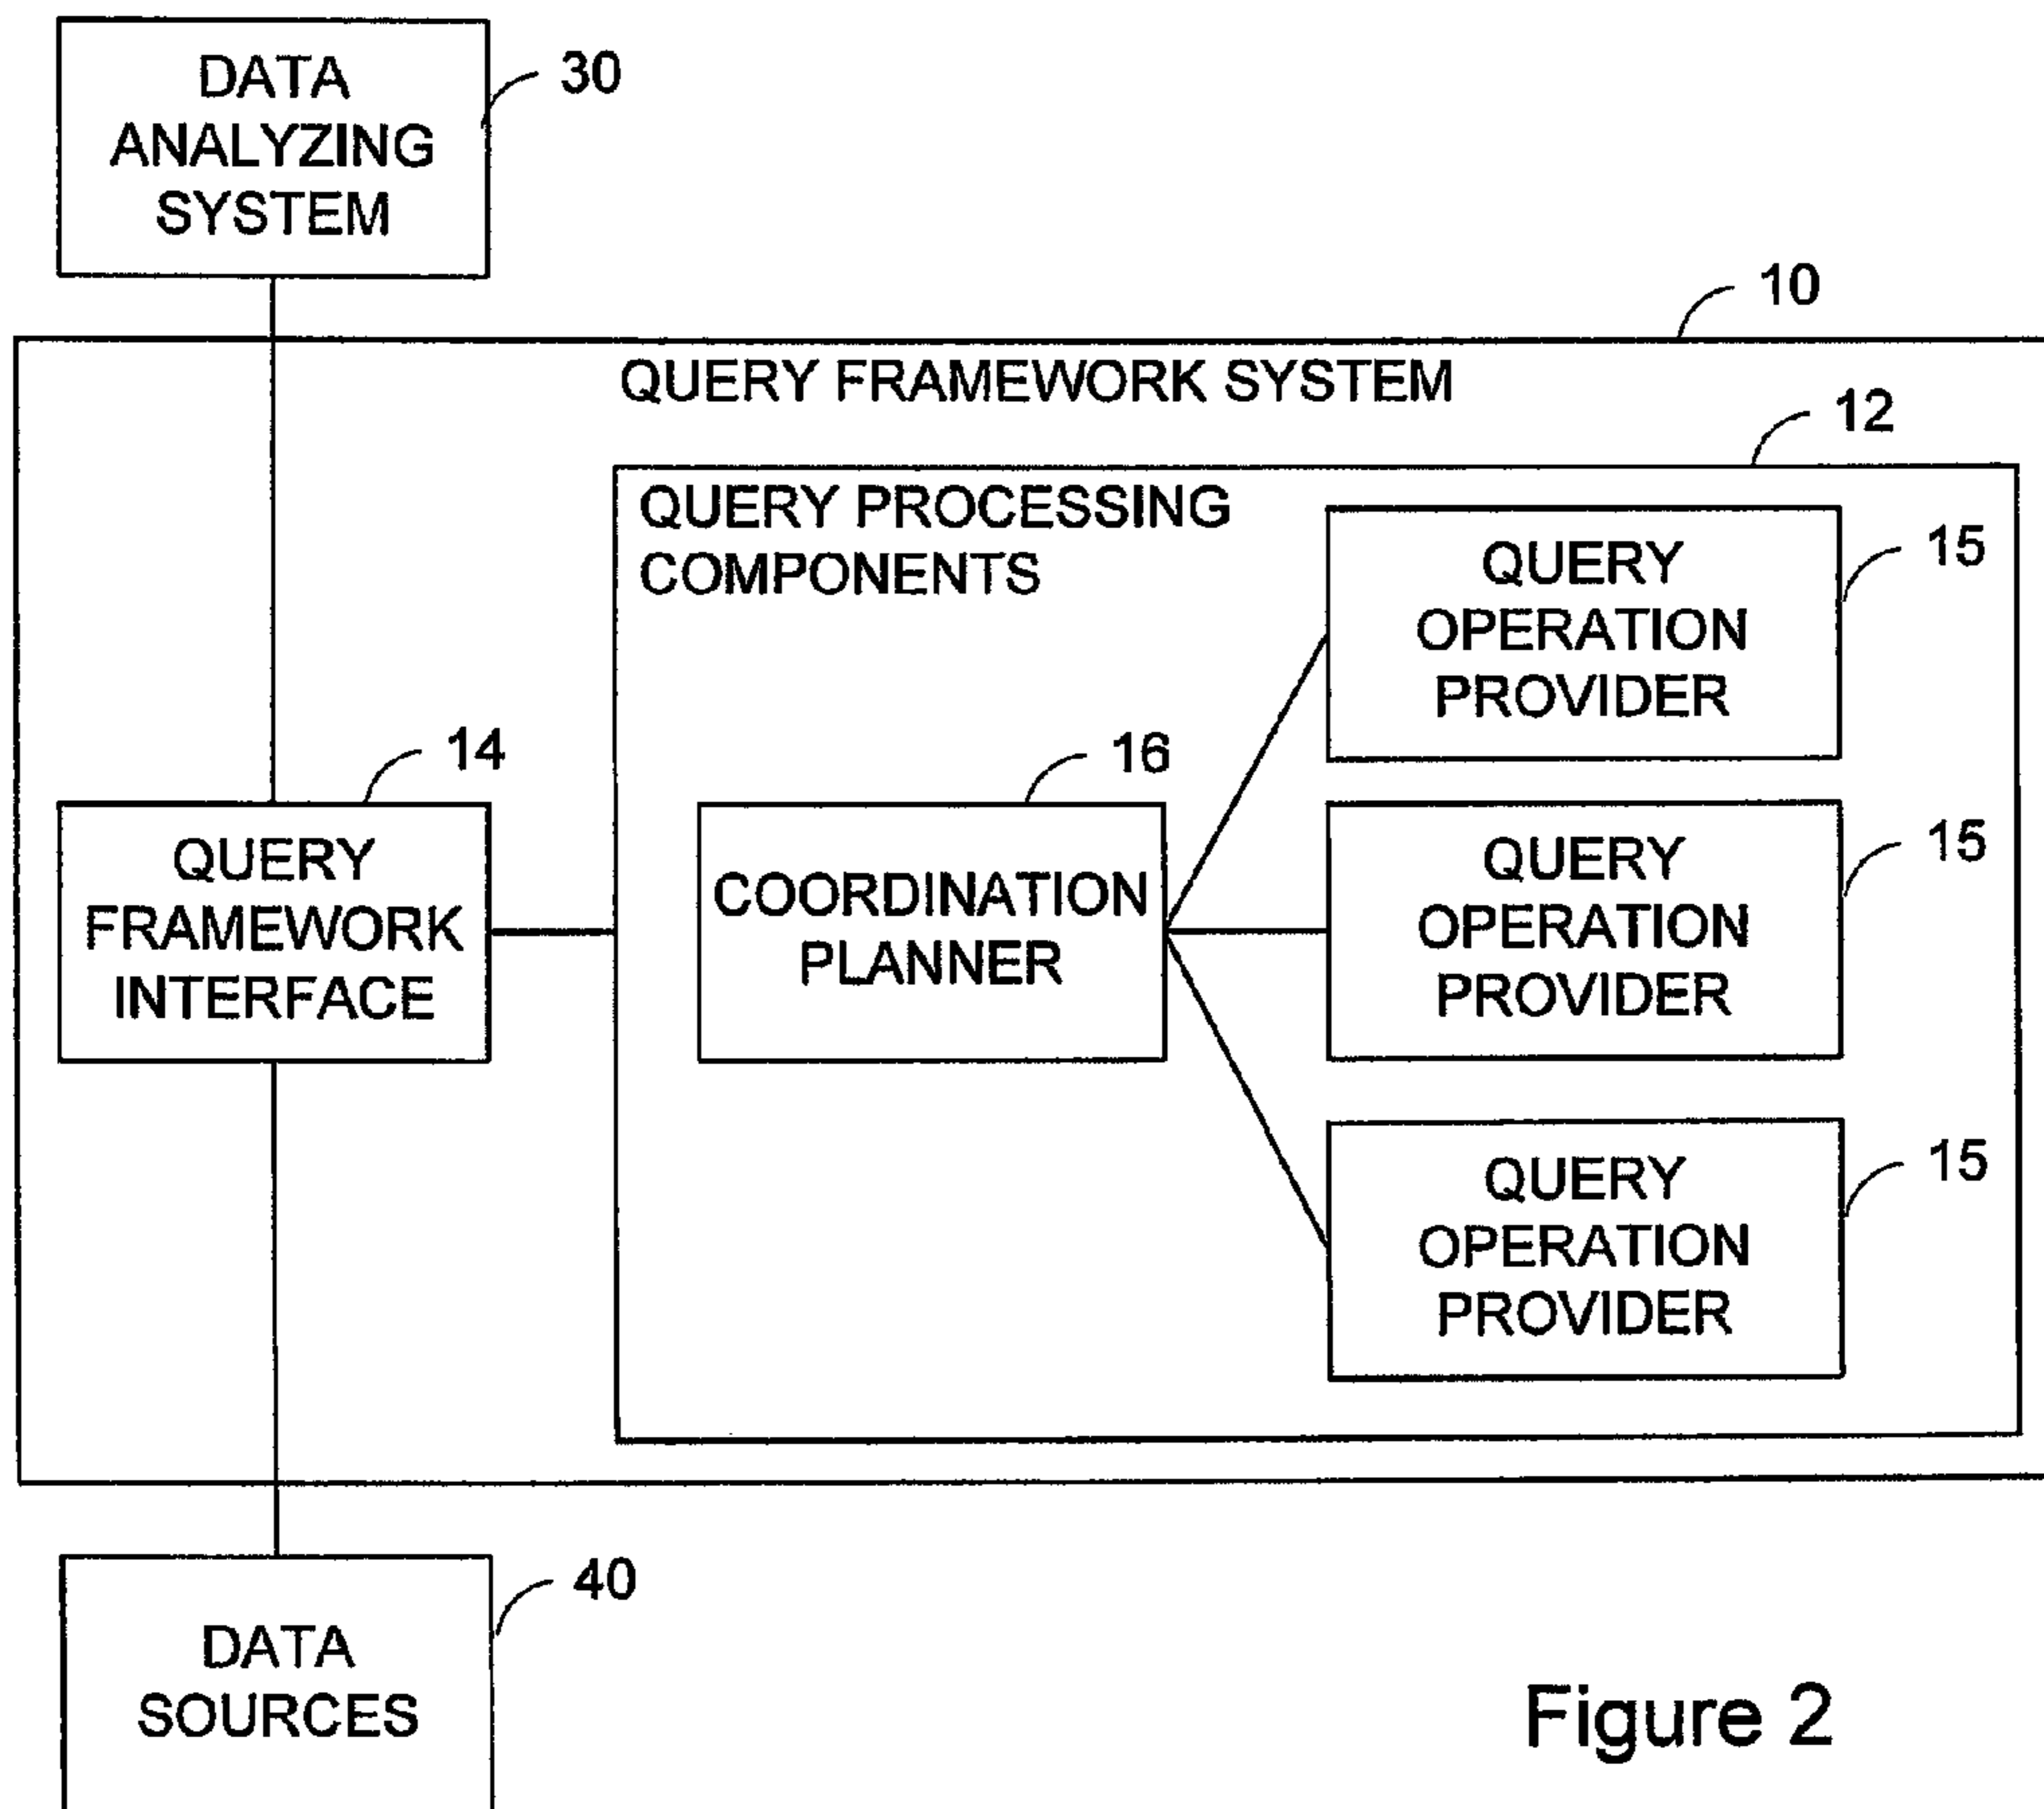 DATA
ANALYZING
SYSTEM
30
10
QUERY FRAMEWORK SYSTEM
12
QUERY PROCESSING
COMPONENTS
QUERY
OPERATION
PROVIDER
15
14
QUERY
FRAMEWORK
INTERFACE
16
COORDINATION
PLANNER
QUERY
OPERATION
PROVIDER
15
QUERY
OPERATION
PROVIDER
15
DATA
SOURCES
40
Figure 2